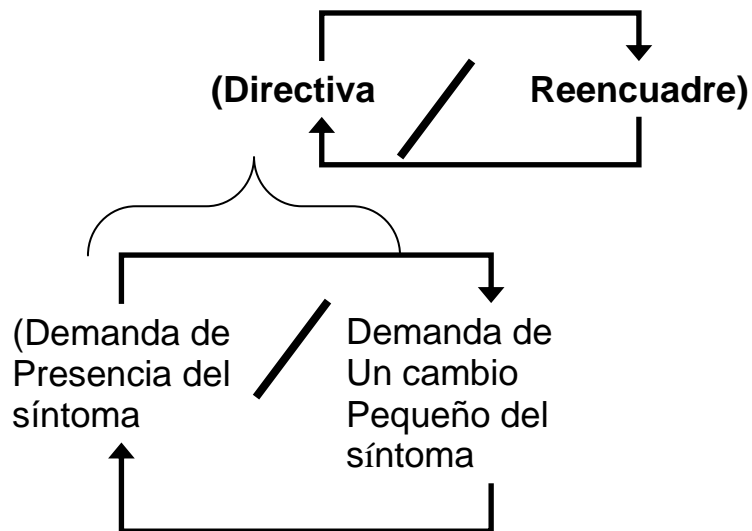 (Directiva / Reencuadre)
(Demanda de / Demanda de
Presencia del Un cambio
síntoma Pequeño del
síntoma